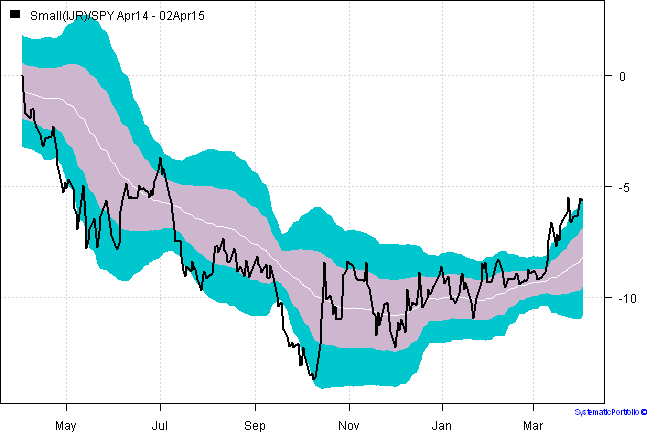 Small(IJR)/SPY Apr14 - 02Apr15
0
-5
-10
May Jul Sep Nov Jan Mar
SystematicPortfolio ©